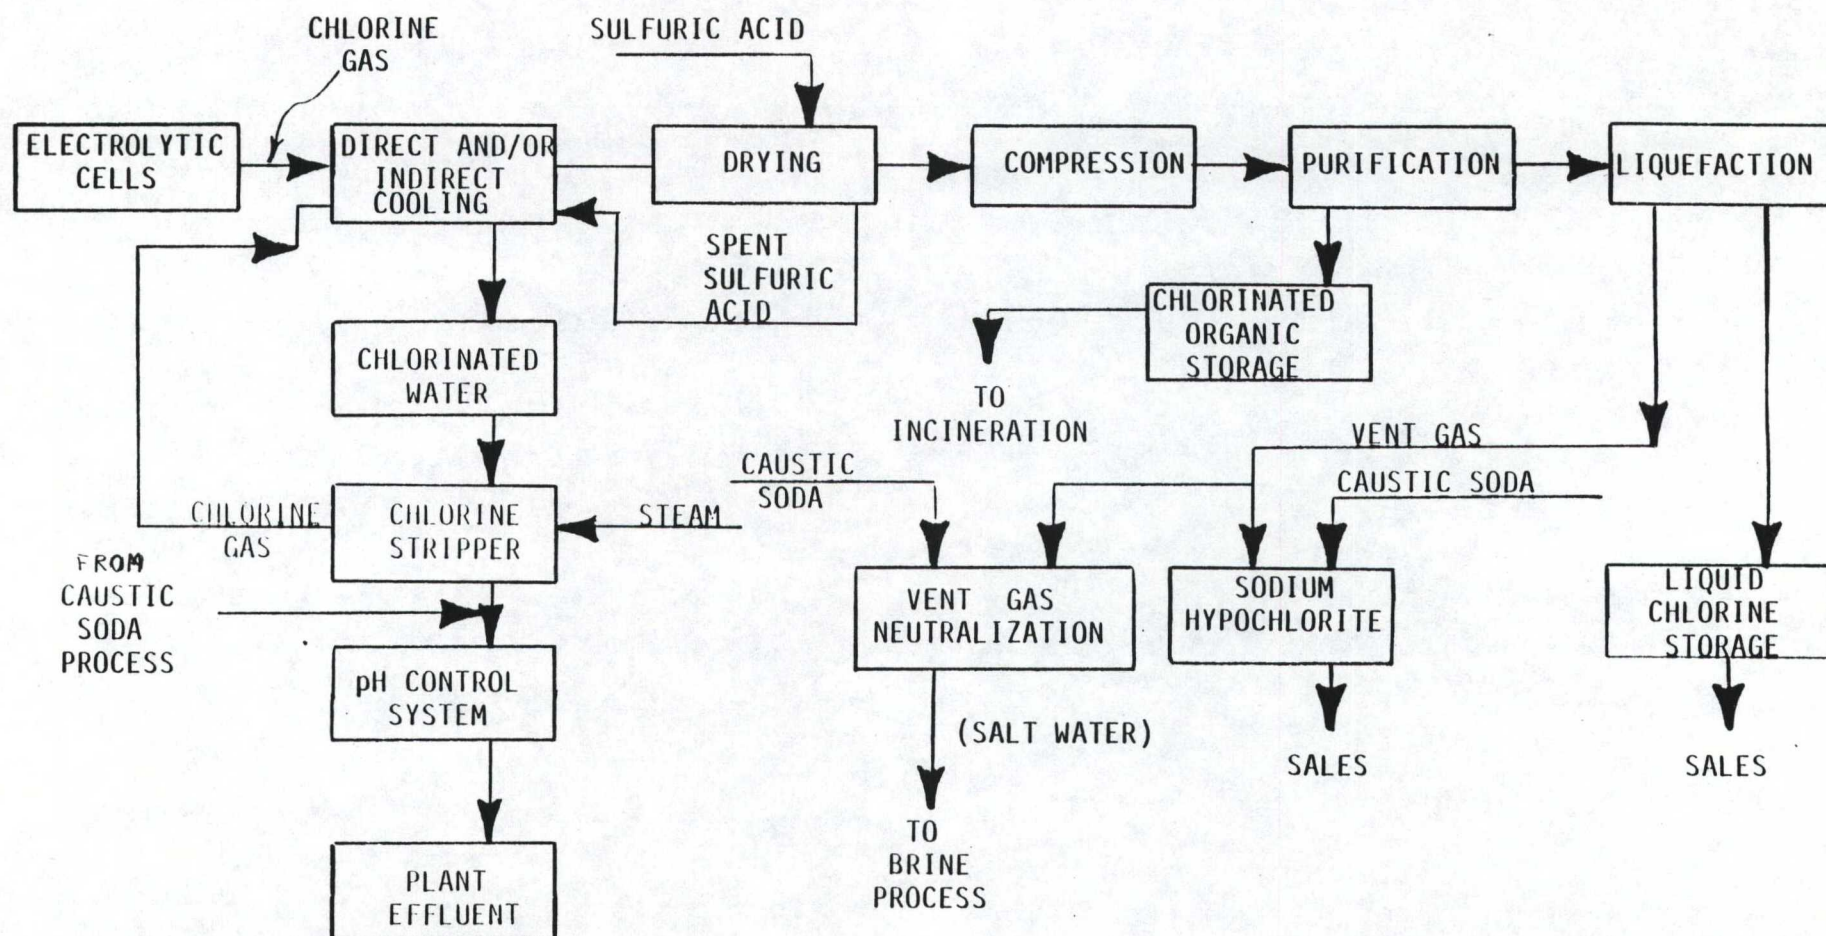 CHLORINE
GAS
SULFURIC ACID
ELECTROLYTIC
CELLS
DIRECT AND/OR
INDIRECT
COOLING
DRYING
COMPRESSION
PURIFICATION
LIQUEFACTION
SPENT
SULFURIC
ACID
CHLORINATED
ORGANIC
STORAGE
CHLORINATED
WATER
TO
INCINERATION
VENT GAS
CAUSTIC
SODA
CAUSTIC SODA
CHLORINE
GAS
CHLORINE
STRIPPER
STEAM
FROM
CAUSTIC
SODA
PROCESS
VENT GAS
NEUTRALIZATION
SODIUM
HYPOCHLORITE
LIQUID
CHLORINE
STORAGE
pH CONTROL
SYSTEM
(SALT WATER)
SALES
SALES
TO
BRINE
PROCESS
PLANT
EFFLUENT